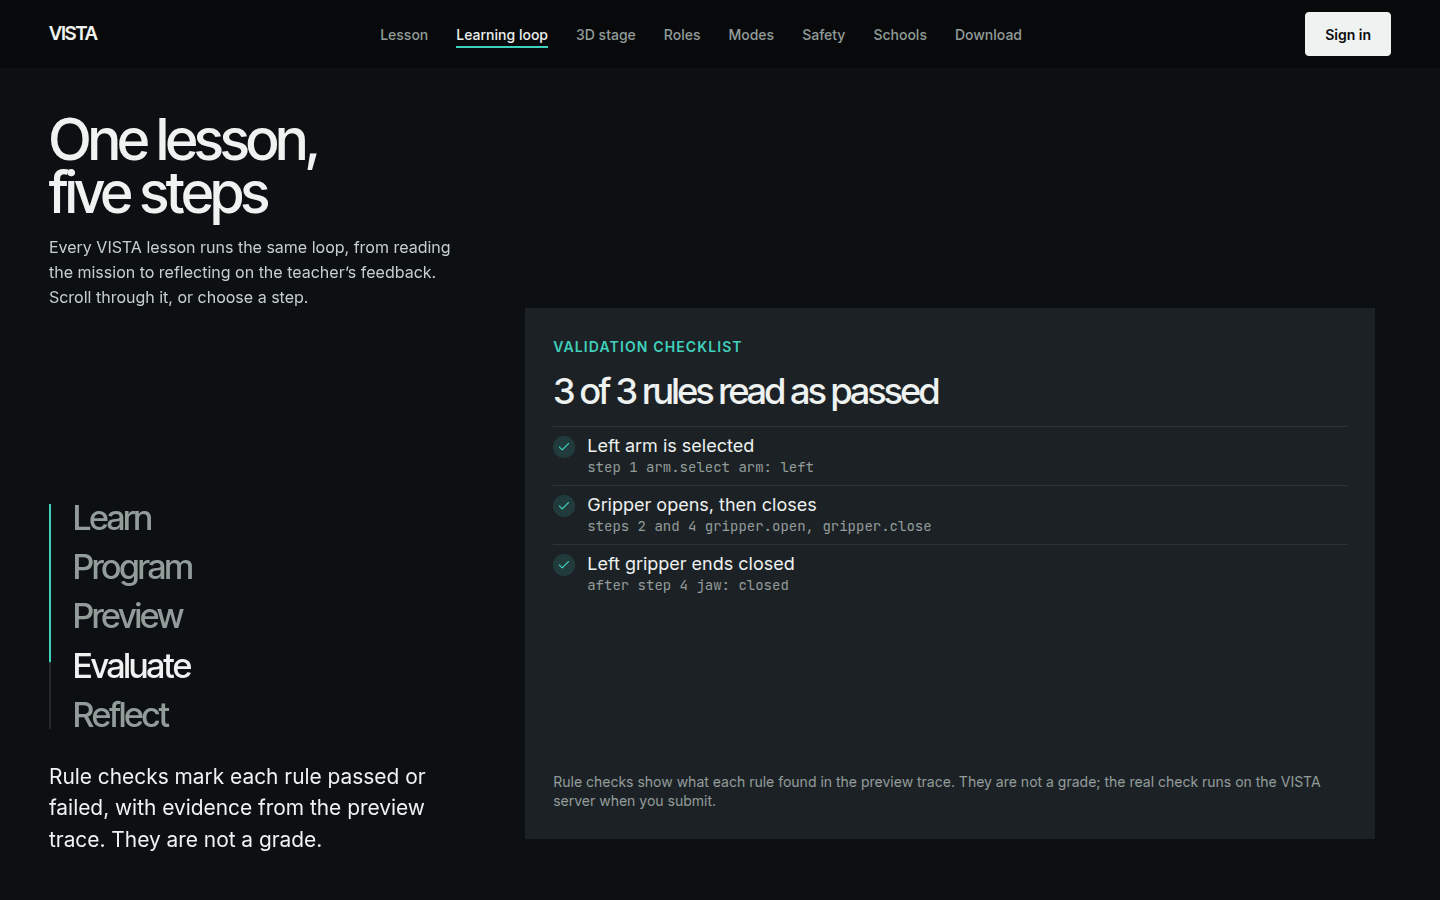 VISTA
Lesson
Learning loop
3D stage
Roles
Modes
Safety
Schools
Download
Sign in
One lesson,
five steps
Every VISTA lesson runs the same loop, from reading
the mission to reflecting on the teacher’s feedback.
Scroll through it, or choose a step.
Learn
Program
Preview
Evaluate
Reflect
Rule checks mark each rule passed or
failed, with evidence from the preview
trace. They are not a grade.
VALIDATION CHECKLIST
3 of 3 rules read as passed
Left arm is selected
step 1 arm.select arm: left
Gripper opens, then closes
steps 2 and 4 gripper.open, gripper.close
Left gripper ends closed
after step 4 jaw: closed
Rule checks show what each rule found in the preview trace. They are not a grade; the real check runs on the VISTA
server when you submit.